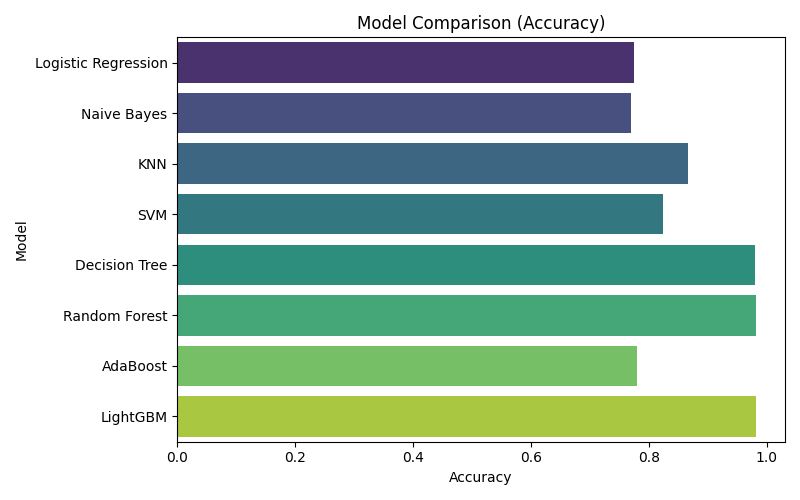 Model Comparison (Accuracy)
Logistic Regression
Naive Bayes
KNN
SVM
Decision Tree
Random Forest
AdaBoost
LightGBM
Model
0.0 0.2 0.4 0.6 0.8 1.0
Accuracy